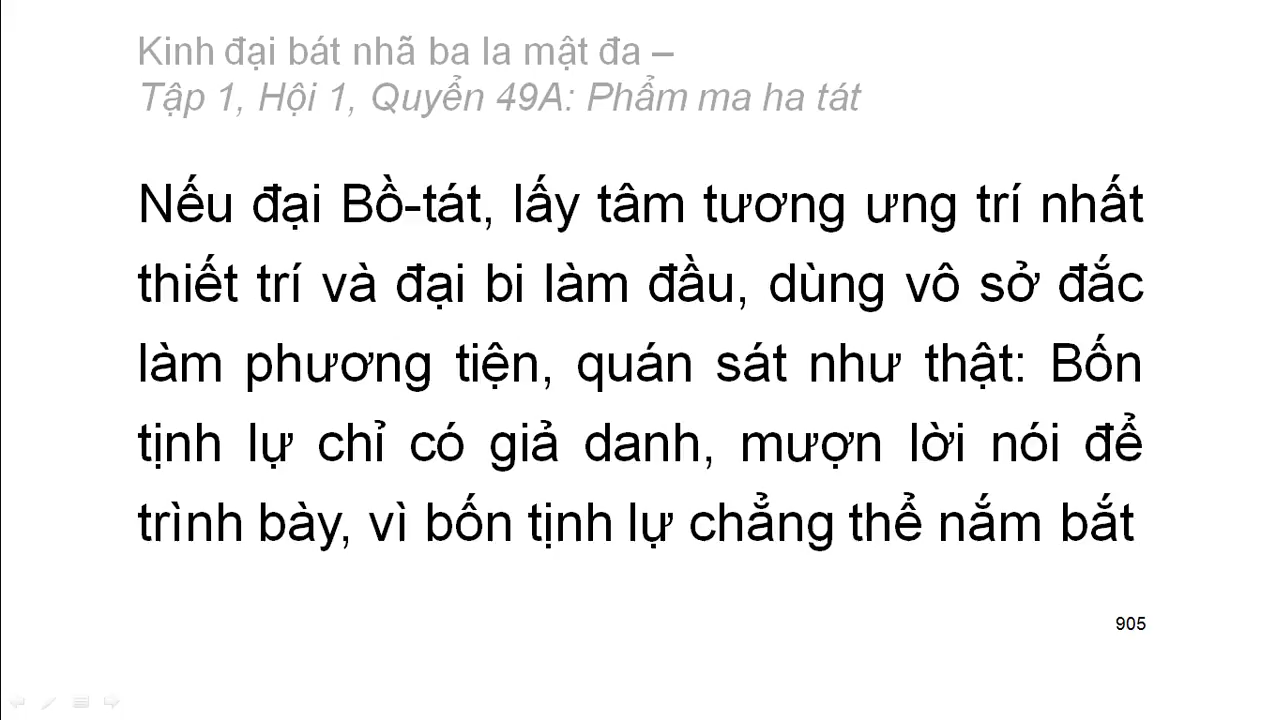 Kinh đại bát nhã ba la mật đa –
Tập 1, Hội 1, Quyển 49A: Phẩm ma ha tát
Nếu đại Bồ-tát, lấy tâm tương ưng trí nhất
thiết trí và đại bi làm đầu, dùng vô sở đắc
làm phương tiện, quán sát như thật: Bốn
tịnh lự chỉ có giả danh, mượn lời nói để
trình bày, vì bốn tịnh lự chẳng thể nắm bắt
905